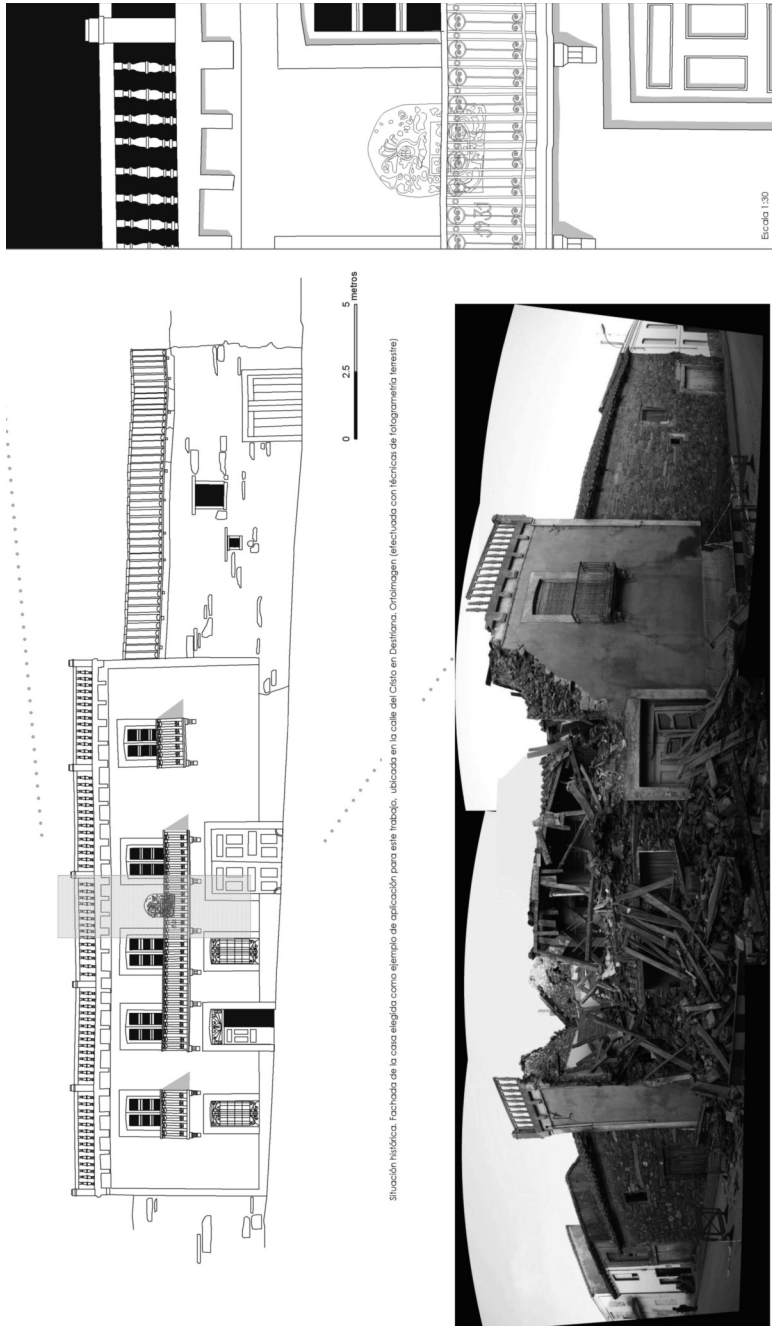 1931
Escala 1:30
0 2.5 5
metros
Situación histórica. Fachada de la casa elegida como ejemplo de aplicación para este trabajo, ubicada en la calle del Cristo en Destriana. Ortoimagen (efectuada con técnicas de fotogrametría terrestre)